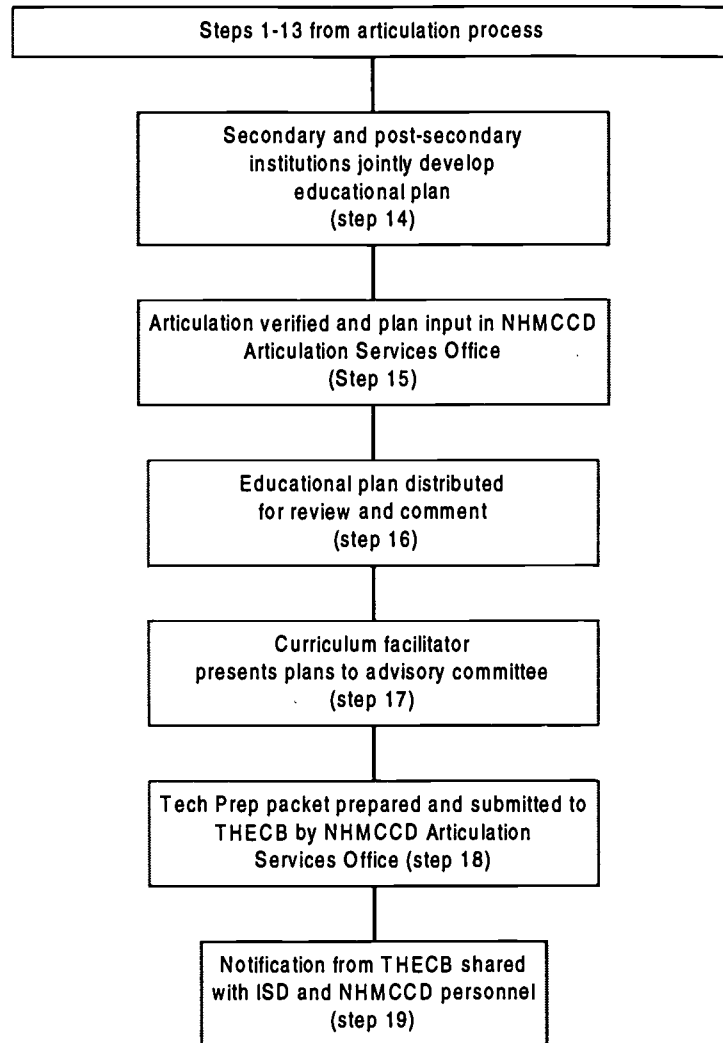 Steps 1-13 from articulation process
Secondary and post-secondary
institutions jointly develop
educational plan
(step 14)
Articulation verified and plan input in NHMCCD
Articulation Services Office
(Step 15)
Educational plan distributed
for review and comment
(step 16)
Curriculum facilitator
presents plans to advisory committee
(step 17)
Tech Prep packet prepared and submitted to
THECB by NHMCCD Articulation
Services Office (step 18)
Notification from THECB shared
with ISD and NHMCCD personnel
(step 19)